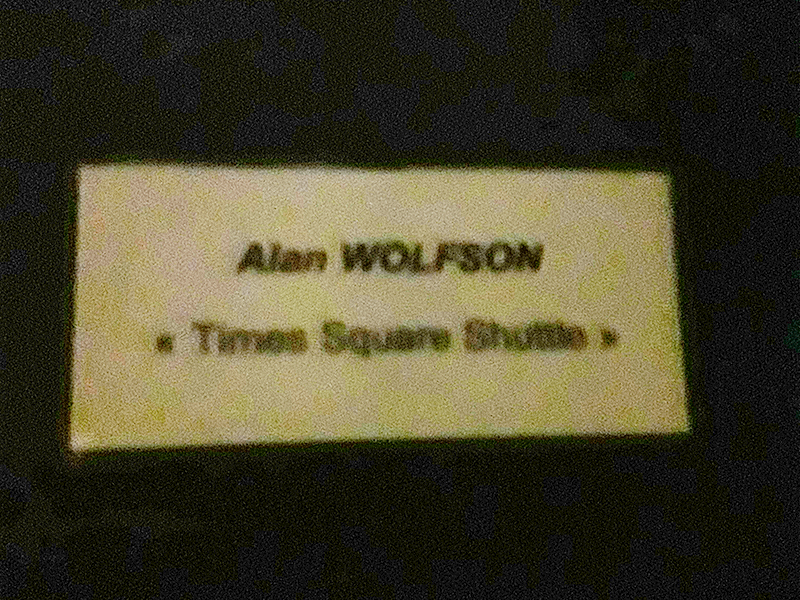 Alan WOLFSON
« Times Square Shuttle »